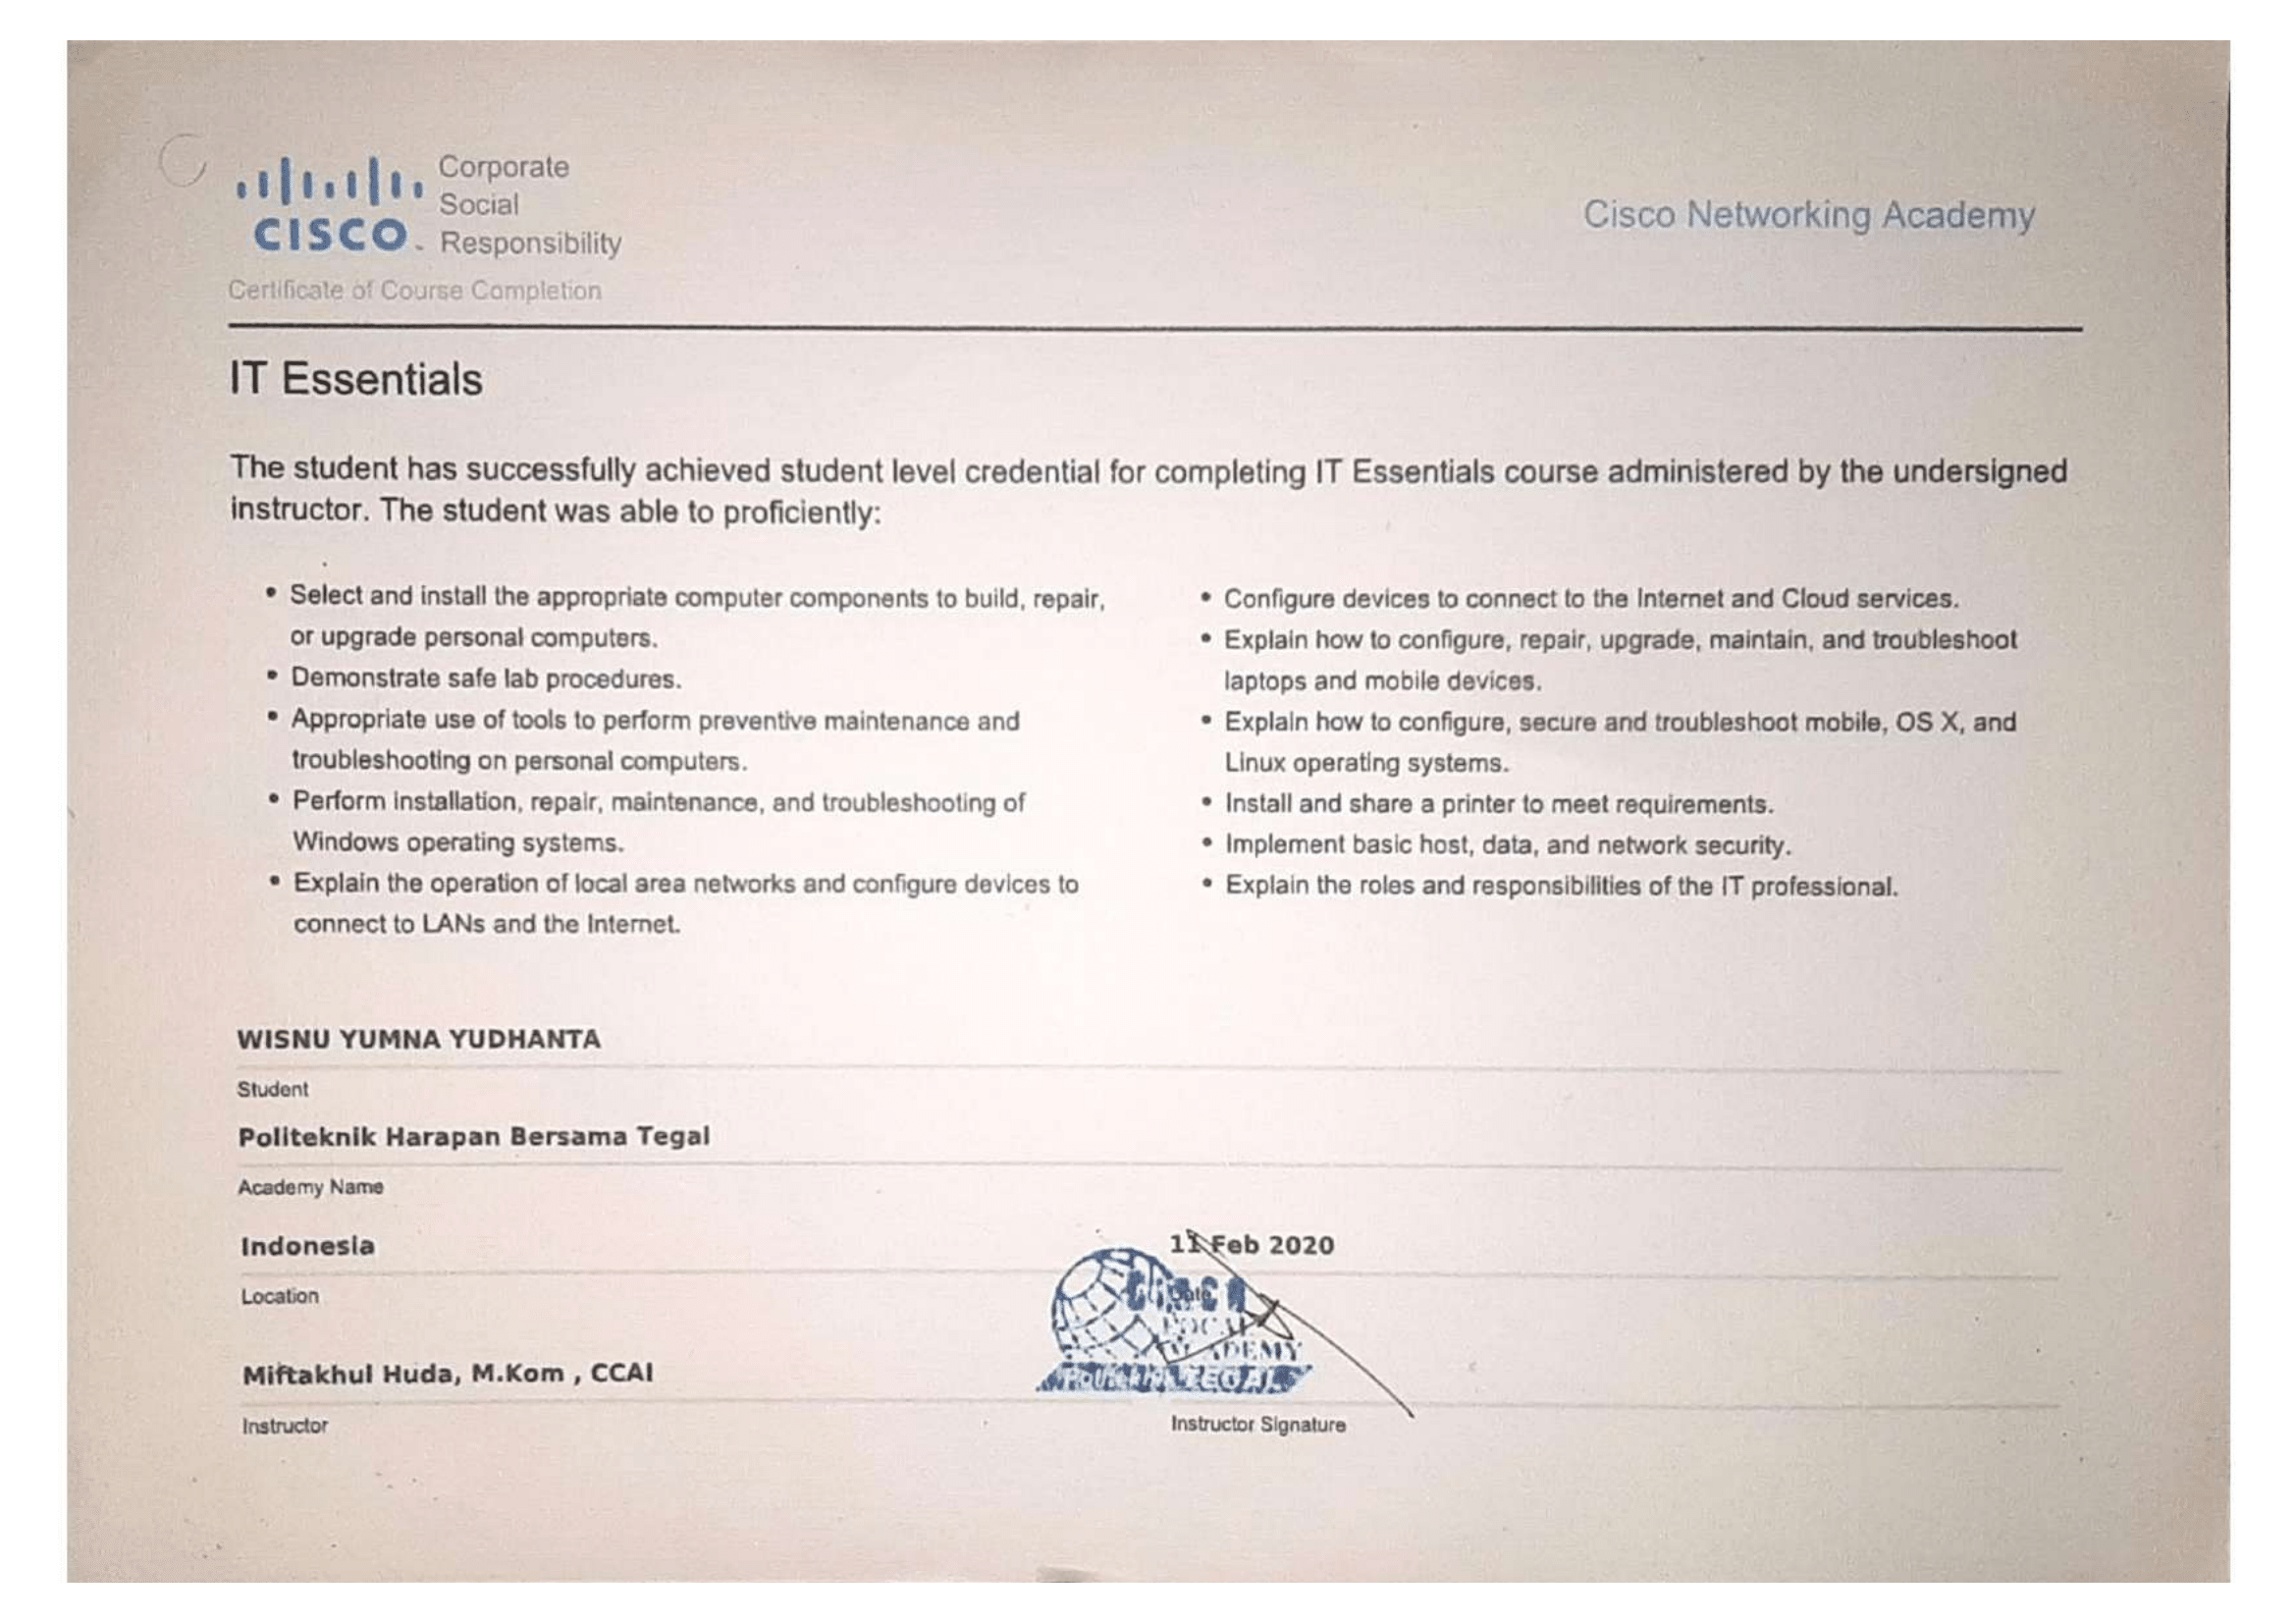 Corporate
Social
Responsibility
CISCO
Certificate of Course Completion
Cisco Networking Academy
IT Essentials
The student has successfully achieved student level credential for completing IT Essentials course administered by the undersigned
instructor. The student was able to proficiently:
• Select and install the appropriate computer components to build, repair,
or upgrade personal computers.
• Demonstrate safe lab procedures.
• Appropriate use of tools to perform preventive maintenance and
troubleshooting on personal computers.
• Perform installation, repair, maintenance, and troubleshooting of
Windows operating systems.
• Explain the operation of local area networks and configure devices to
connect to LANs and the Internet.
• Configure devices to connect to the Internet and Cloud services.
• Explain how to configure, repair, upgrade, maintain, and troubleshoot
laptops and mobile devices.
• Explain how to configure, secure and troubleshoot mobile, OS X, and
Linux operating systems.
• Install and share a printer to meet requirements.
• Implement basic host, data, and network security.
• Explain the roles and responsibilities of the IT professional.
WISNU YUMNA YUDHANTA
Student
Politeknik Harapan Bersama Tegal
Academy Name
Indonesia
11 Feb 2020
Location
Date
LOCAL
ACADEMY
Politeknik TEGAL
Miftakhul Huda, M.Kom , CCAI
Instructor
Instructor Signature